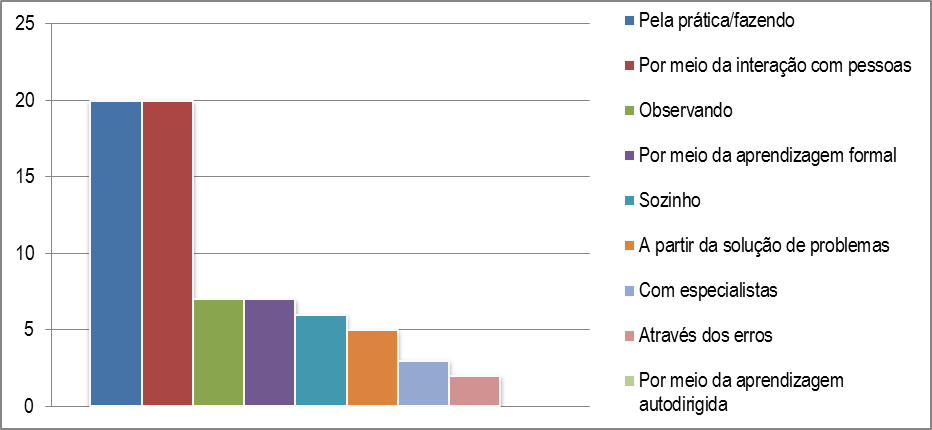 25
20
15
10
5
0
Pela prática/fazendo
Por meio da interação com pessoas
Observando
Por meio da aprendizagem formal
Sozinho
A partir da solução de problemas
Com especialistas
Através dos erros
Por meio da aprendizagem
autodirigida